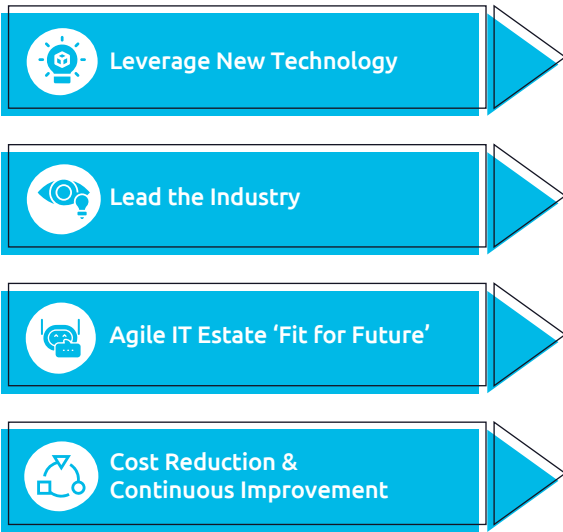 Leverage New Technology
Lead the Industry
Agile IT Estate ‘Fit for Future’
Cost Reduction &
Continuous Improvement